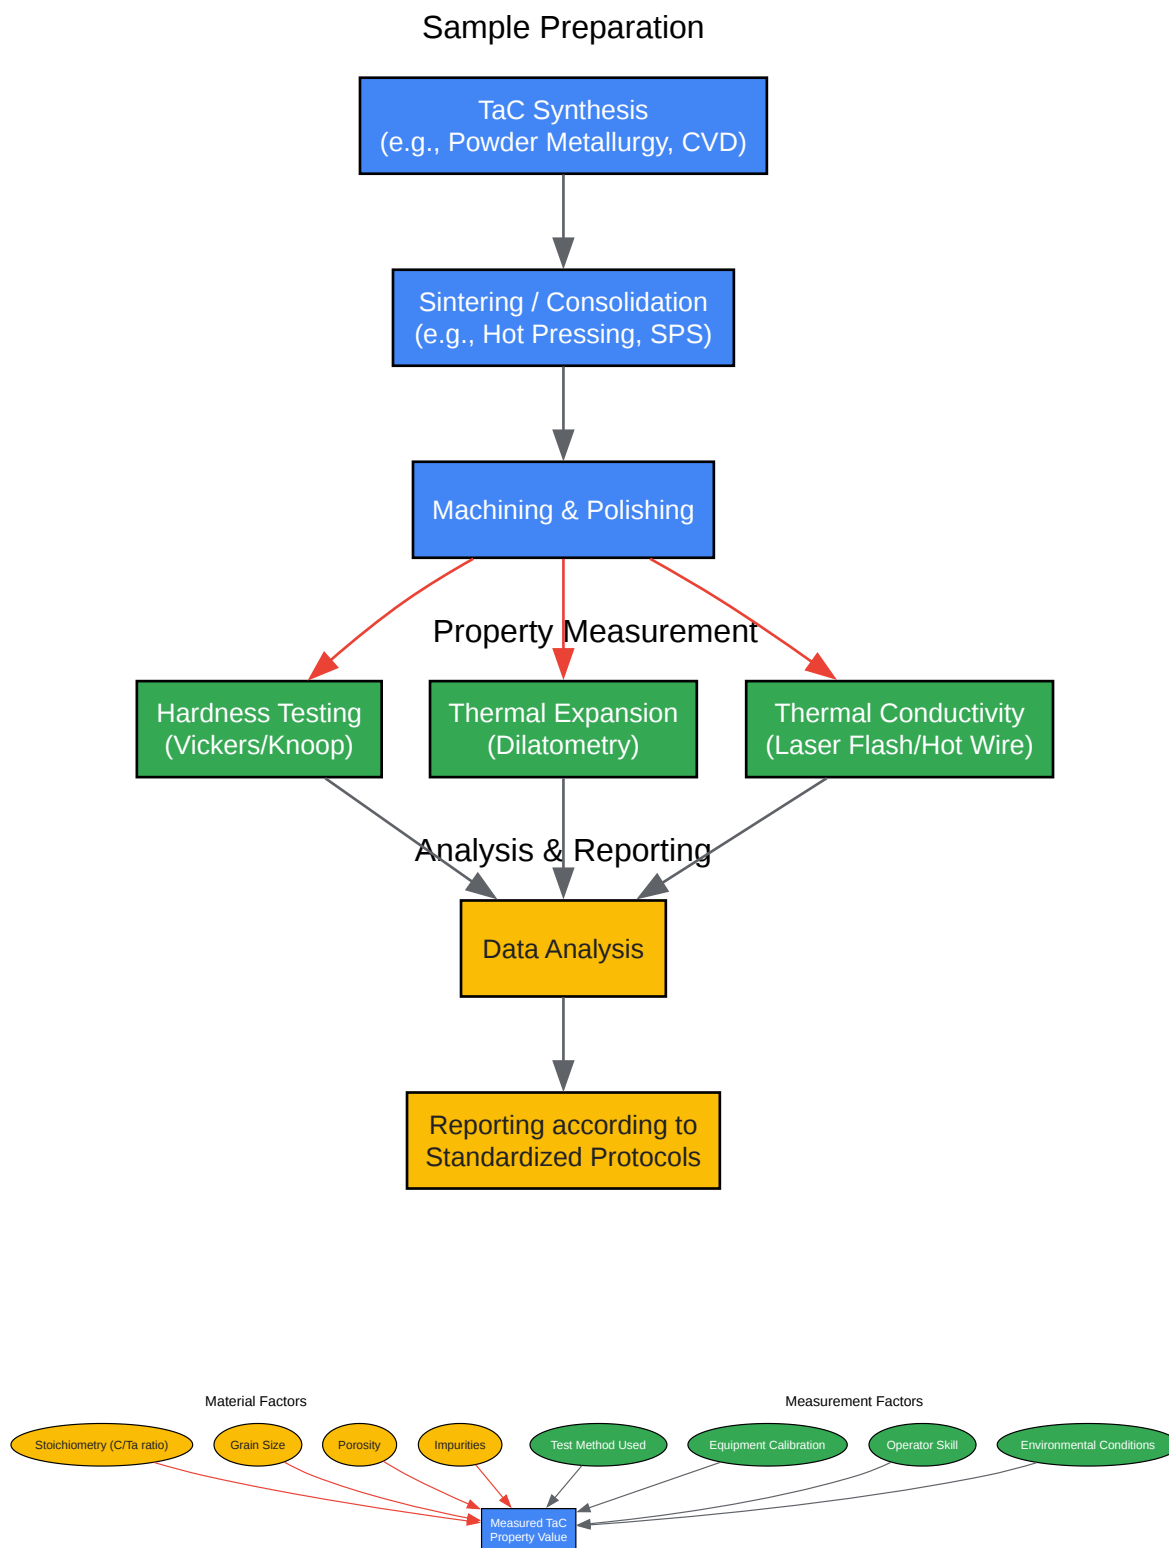 Sample Preparation
TaC Synthesis
(e.g., Powder Metallurgy, CVD)
Sintering / Consolidation
(e.g., Hot Pressing, SPS)
Machining & Polishing
Property Measurement
Hardness Testing
(Vickers/Knoop)
Thermal Expansion
(Dilatometry)
Thermal Conductivity
(Laser Flash/Hot Wire)
Analysis & Reporting
Data Analysis
Reporting according to
Standardized Protocols
Material Factors
Measurement Factors
Stoichiometry (C/Ta ratio)
Grain Size
Porosity
Impurities
Test Method Used
Equipment Calibration
Operator Skill
Environmental Conditions
Measured TaC
Property Value